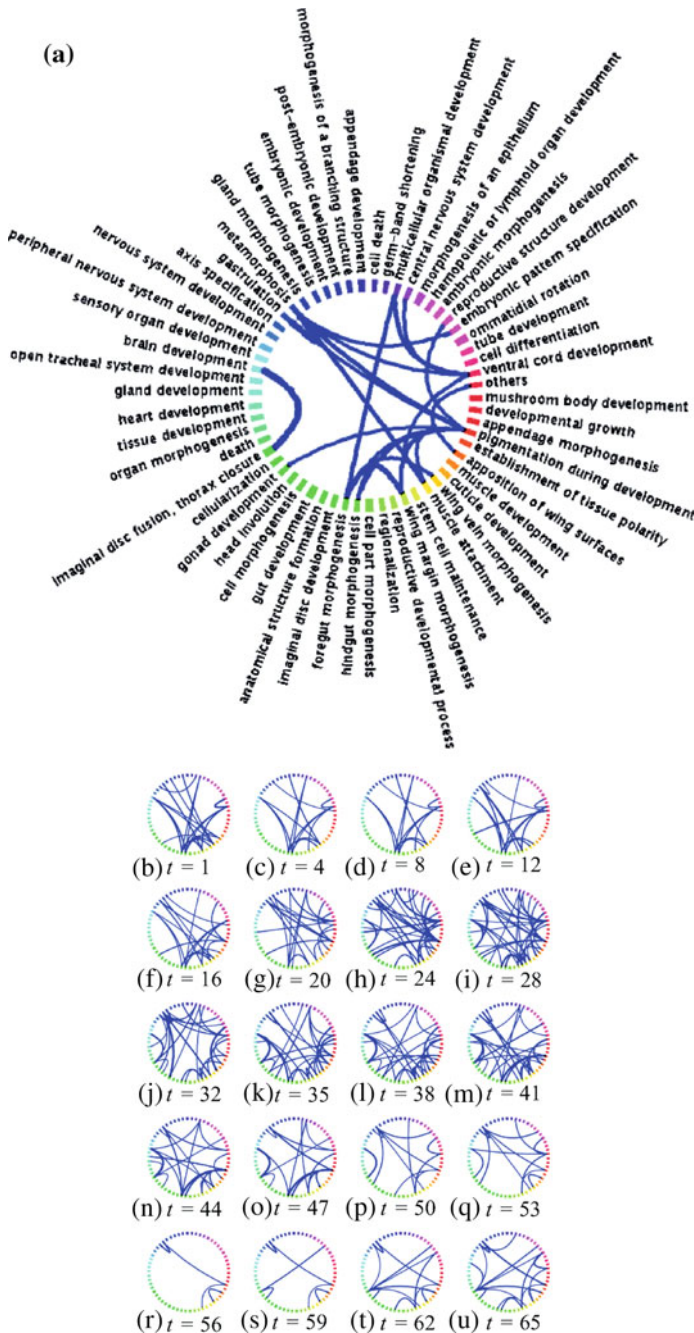 (a)
morphogenesis of a branching structure
appendage development
cell death
germ-band shortening
multicellular organismal development
central nervous system development
morphogenesis of an epithelium
hemopoietic or lymphoid organ development
embryonic morphogenesis
reproductive structure development
embryonic pattern specification
ommatidial rotation
tube development
cell differentiation
ventral cord development
others
mushroom body development
developmental growth
appendage morphogenesis
pigmentation during development
establishment of tissue polarity
apposition of wing surfaces
muscle development
cuticle development
wing vein morphogenesis
muscle attachment
stem cell maintenance
wing margin morphogenesis
reproductive developmental process
regionalization
cell part morphogenesis
hindgut morphogenesis
foregut morphogenesis
imaginal disc development
anatomical structure formation
gut development
cell morphogenesis
head involution
gonad development
cellularization
imaginal disc fusion, thorax closure
death
organ morphogenesis
tissue development
heart development
gland development
open tracheal system development
brain development
sensory organ development
peripheral nervous system development
nervous system development
axis specification
gastrulation
metamorphosis
gland morphogenesis
tube morphogenesis
embryonic development
post-embryonic development
(b) t = 1
(c) t = 4
(d) t = 8
(e) t = 12
(f) t = 16
(g) t = 20
(h) t = 24
(i) t = 28
(j) t = 32
(k) t = 35
(l) t = 38
(m) t = 41
(n) t = 44
(o) t = 47
(p) t = 50
(q) t = 53
(r) t = 56
(s) t = 59
(t) t = 62
(u) t = 65